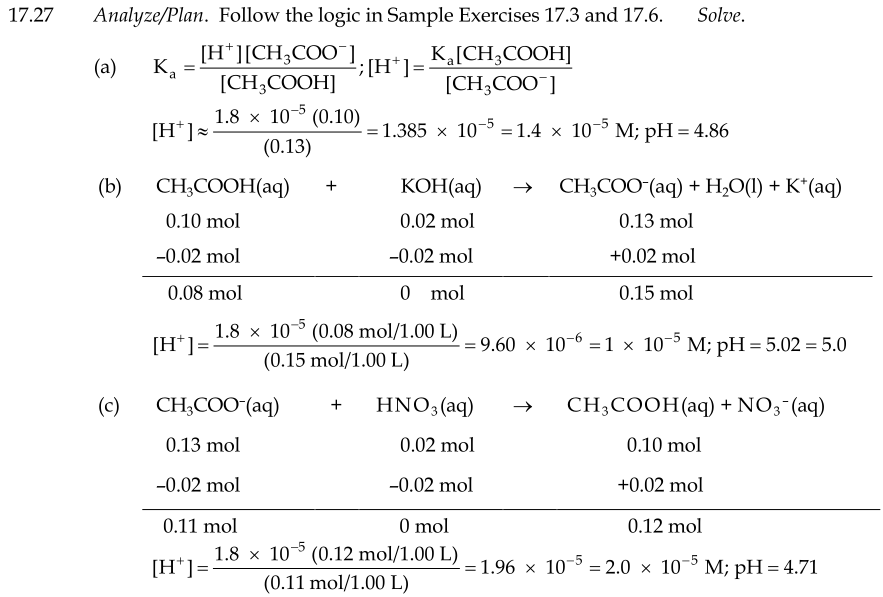 17.27 Analyze/Plan. Follow the logic in Sample Exercises 17.3 and 17.6. Solve.
(a) Kₐ = [H⁺][CH₃COO⁻] / [CH₃COOH] ; [H⁺] = Kₐ[CH₃COOH] / [CH₃COO⁻]
[H⁺] ≈ 1.8 × 10⁻⁵ (0.10) / (0.13) = 1.385 × 10⁻⁵ = 1.4 × 10⁻⁵ M; pH = 4.86
(b) CH₃COOH(aq) + KOH(aq) → CH₃COO⁻(aq) + H₂O(l) + K⁺(aq)
0.10 mol 0.02 mol 0.13 mol
–0.02 mol –0.02 mol +0.02 mol
0.08 mol 0 mol 0.15 mol
[H⁺] = 1.8 × 10⁻⁵ (0.08 mol/1.00 L) / (0.15 mol/1.00 L) = 9.60 × 10⁻⁶ = 1 × 10⁻⁵ M; pH = 5.02 = 5.0
(c) CH₃COO⁻(aq) + HNO₃(aq) → CH₃COOH(aq) + NO₃⁻(aq)
0.13 mol 0.02 mol 0.10 mol
–0.02 mol –0.02 mol +0.02 mol
0.11 mol 0 mol 0.12 mol
[H⁺] = 1.8 × 10⁻⁵ (0.12 mol/1.00 L) / (0.11 mol/1.00 L) = 1.96 × 10⁻⁵ = 2.0 × 10⁻⁵ M; pH = 4.71